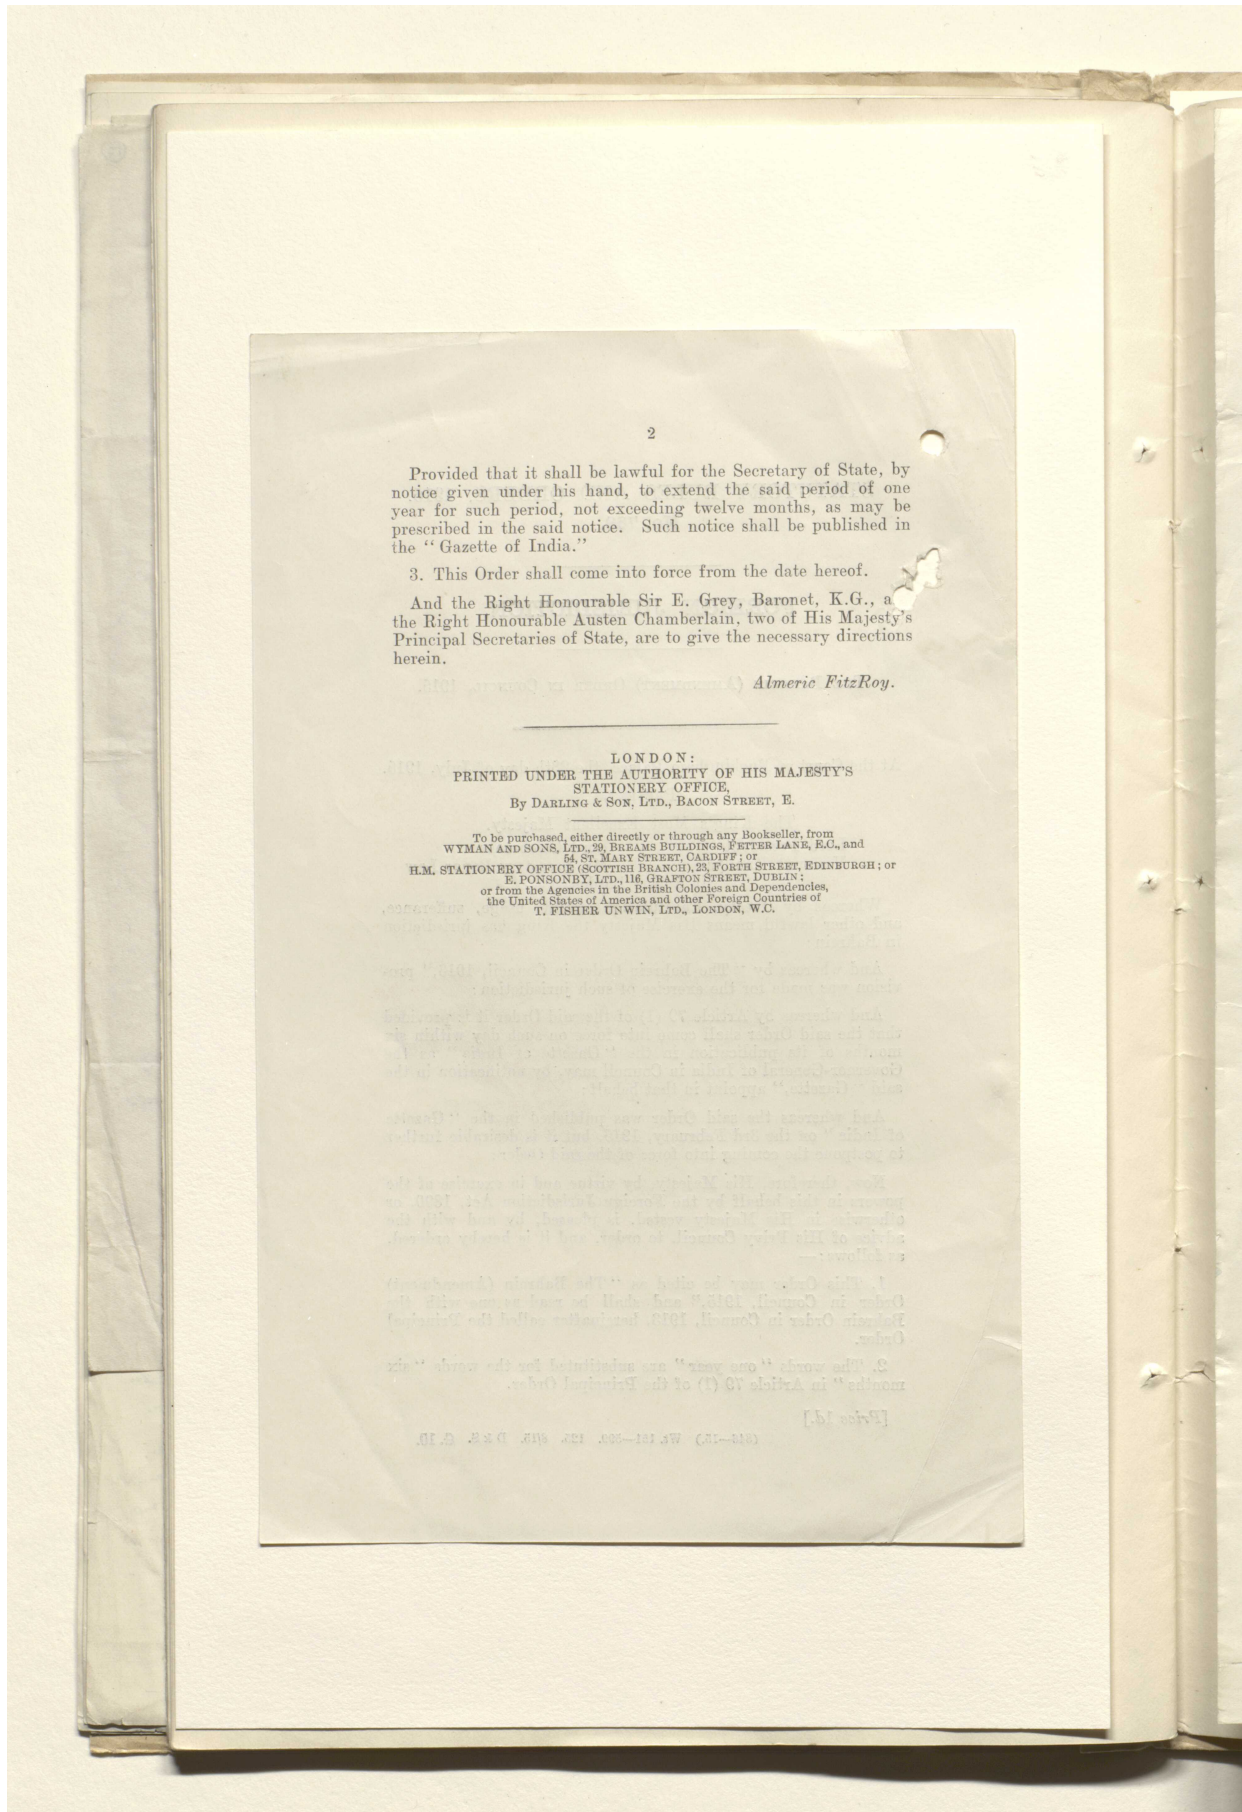 2
Provided that it shall be lawful for the Secretary of State, by
notice given under his hand, to extend the said period of one
year for such period, not exceeding twelve months, as may be
prescribed in the said notice. Such notice shall be published in
the “Gazette of India.”
3. This Order shall come into force from the date hereof.
And the Right Honourable Sir E. Grey, Baronet, K.G., a
the Right Honourable Austen Chamberlain, two of His Majesty's
Principal Secretaries of State, are to give the necessary directions
herein.
Almeric FitzRoy.
LONDON:
PRINTED UNDER THE AUTHORITY OF HIS MAJESTY'S
STATIONERY OFFICE,
By DARLING & SON, LTD., BACON STREET, E.
To be purchased, either directly or through any Bookseller, from
WYMAN AND SONS, LTD., 29, BREAMS BUILDINGS, FETTER LANE, E.C., and
54, ST. MARY STREET, CARDIFF; or
H.M. STATIONERY OFFICE (SCOTTISH BRANCH), 23, FORTH STREET, EDINBURGH; or
E. PONSONBY, LTD., 116, GRAFTON STREET, DUBLIN;
or from the Agencies in the British Colonies and Dependencies,
the United States of America and other Foreign Countries of
T. FISHER UNWIN, LTD., LONDON, W.C.